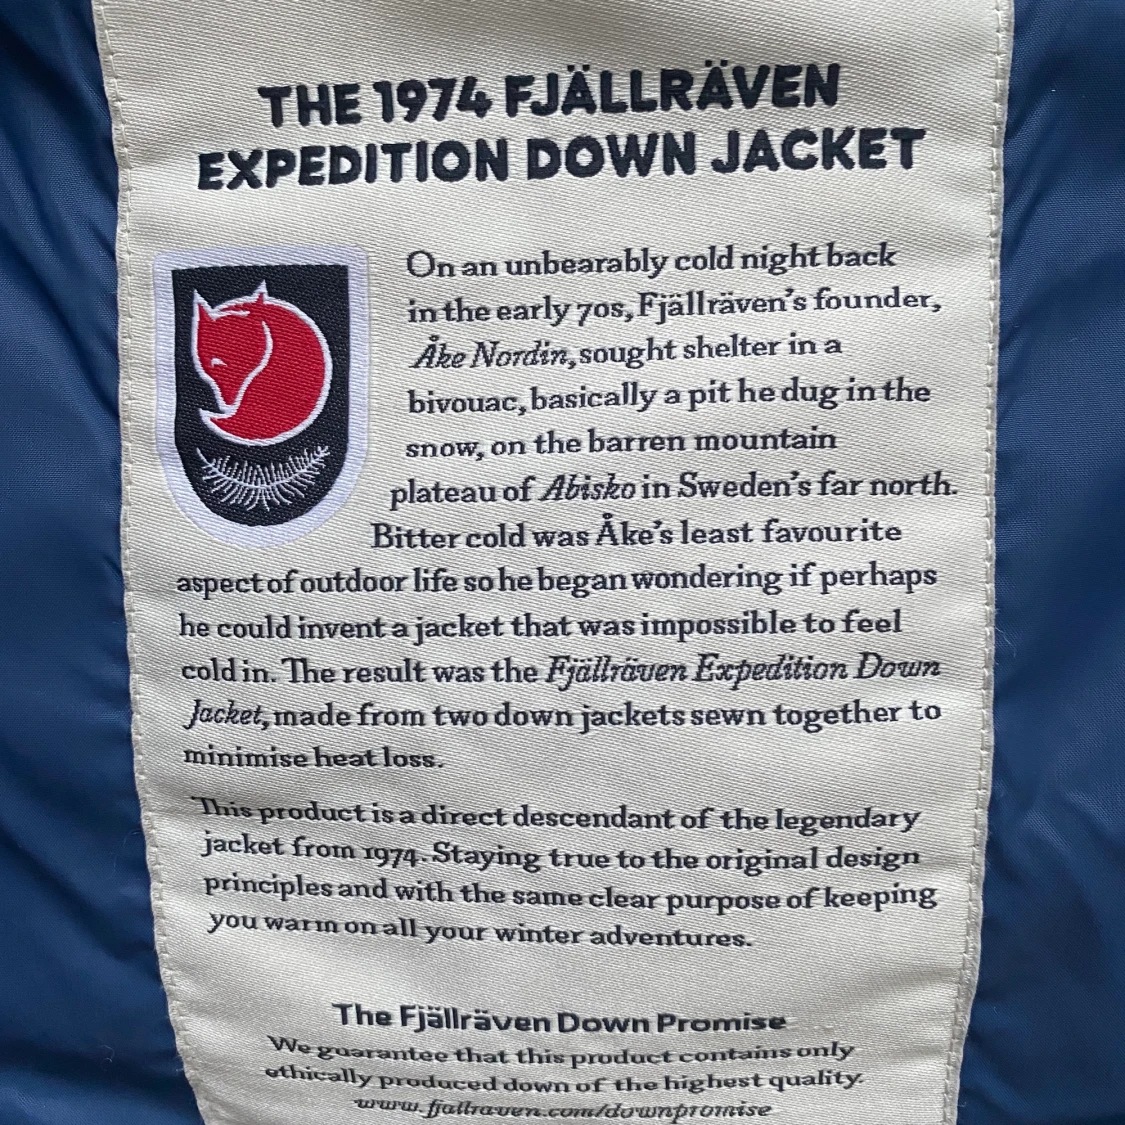 THE 1974 FJÄLLRÄVEN
EXPEDITION DOWN JACKET
On an unbearably cold night back
in the early 70s, Fjällräven's founder,
Åke Nordin, sought shelter in a
bivouac, basically a pit he dug in the
snow, on the barren mountain
plateau of Abisko in Sweden's far north.
Bitter cold was Åke's least favourite
aspect of outdoor life so he began wondering if perhaps
he could invent a jacket that was impossible to feel
cold in. The result was the Fjällräven Expedition Down
Jacket, made from two down jackets sewn together to
minimise heat loss.
This product is a direct descendant of the legendary
jacket from 1974. Staying true to the original design
principles and with the same clear purpose of keeping
you warm on all your winter adventures.
The Fjällräven Down Promise
We guarantee that this product contains only
ethically produced down of the highest quality.
www.fjallraven.com/downpromise